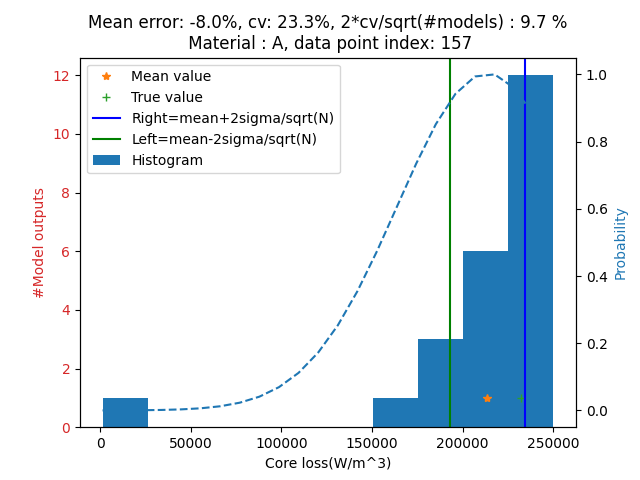 Mean error: -8.0%, cv: 23.3%, 2*cv/sqrt(#models) : 9.7 %
Material : A, data point index: 157
Mean value
True value
Right=mean+2sigma/sqrt(N)
Left=mean-2sigma/sqrt(N)
Histogram
#Model outputs
12
10
8
6
4
2
0
Probability
1.0
0.8
0.6
0.4
0.2
0.0
0 50000 100000 150000 200000 250000
Core loss(W/m^3)